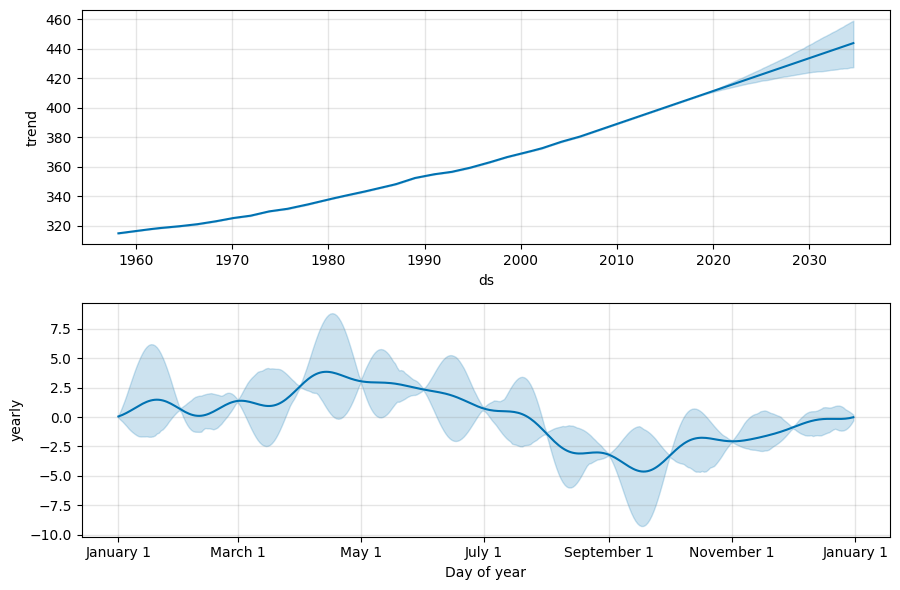 460
440
420
400
380
360
340
320
trend
1960 1970 1980 1990 2000 2010 2020 2030
ds
7.5
5.0
2.5
0.0
−2.5
−5.0
−7.5
−10.0
yearly
January 1 March 1 May 1 July 1 September 1 November 1 January 1
Day of year